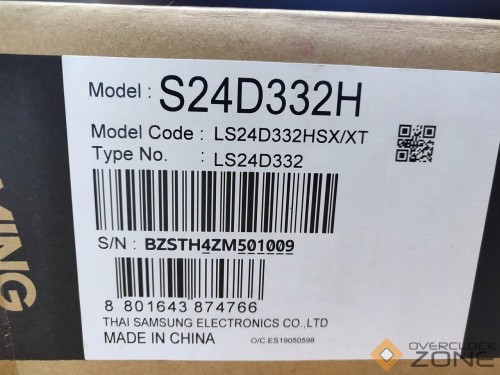 Model : S24D332H
Model Code : LS24D332HSX/XT
Type No. : LS24D332
S/N : BZSTH4ZM501009
8 801643 874766
THAI SAMSUNG ELECTRONICS CO.,LTD
MADE IN CHINA O/C:ES19050598
MING
OVERCLOCK
ZONE